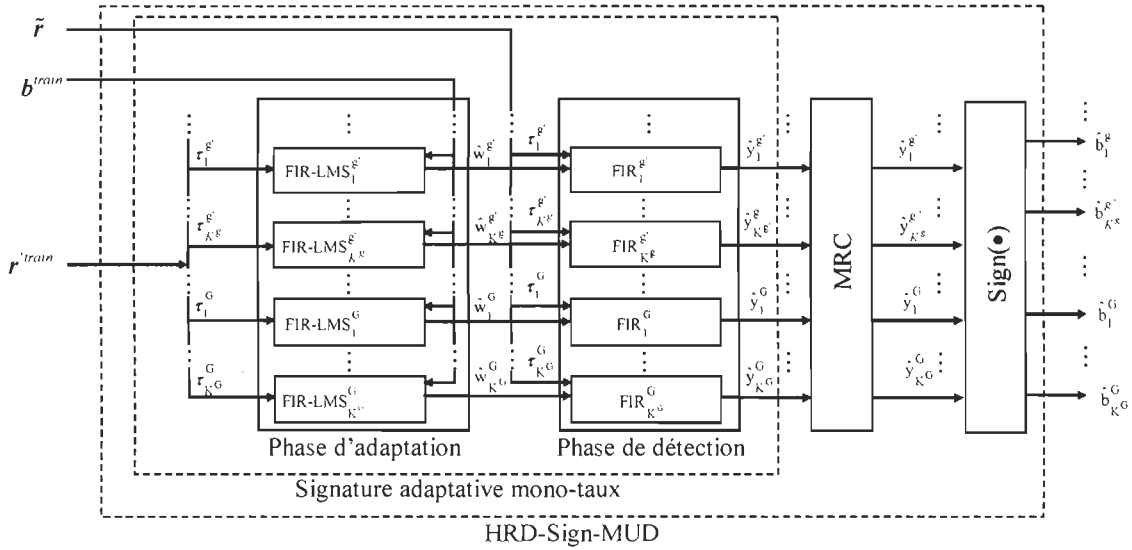 r̃
b^train
r'^train
τ_1^g' FIR-LMS_1^g' ŵ_1^g' τ_1^g' FIR_1^g' ŷ_1^g' ŷ_1^g' b̂_1^g
τ_K^g'^g' FIR-LMS_K^g^g' ŵ_K^g^g' τ_K^g'^g' FIR_K^g^g' ŷ_K^g'^g ŷ_K^g^g' b̂_K^g^g'
τ_1^G FIR-LMS_1^G ŵ_1^G τ_1^G FIR_1^G ŷ_1^G ŷ_1^G b̂_1^G
τ_K^G^G FIR-LMS_K^G^G ŵ_K^G^G τ_K^G^G FIR_K^G^G ŷ_K^G^G ŷ_K^G^G b̂_K^G^G
MRC
Sign(•)
Phase d'adaptation
Phase de détection
Signature adaptative mono-taux
HRD-Sign-MUD